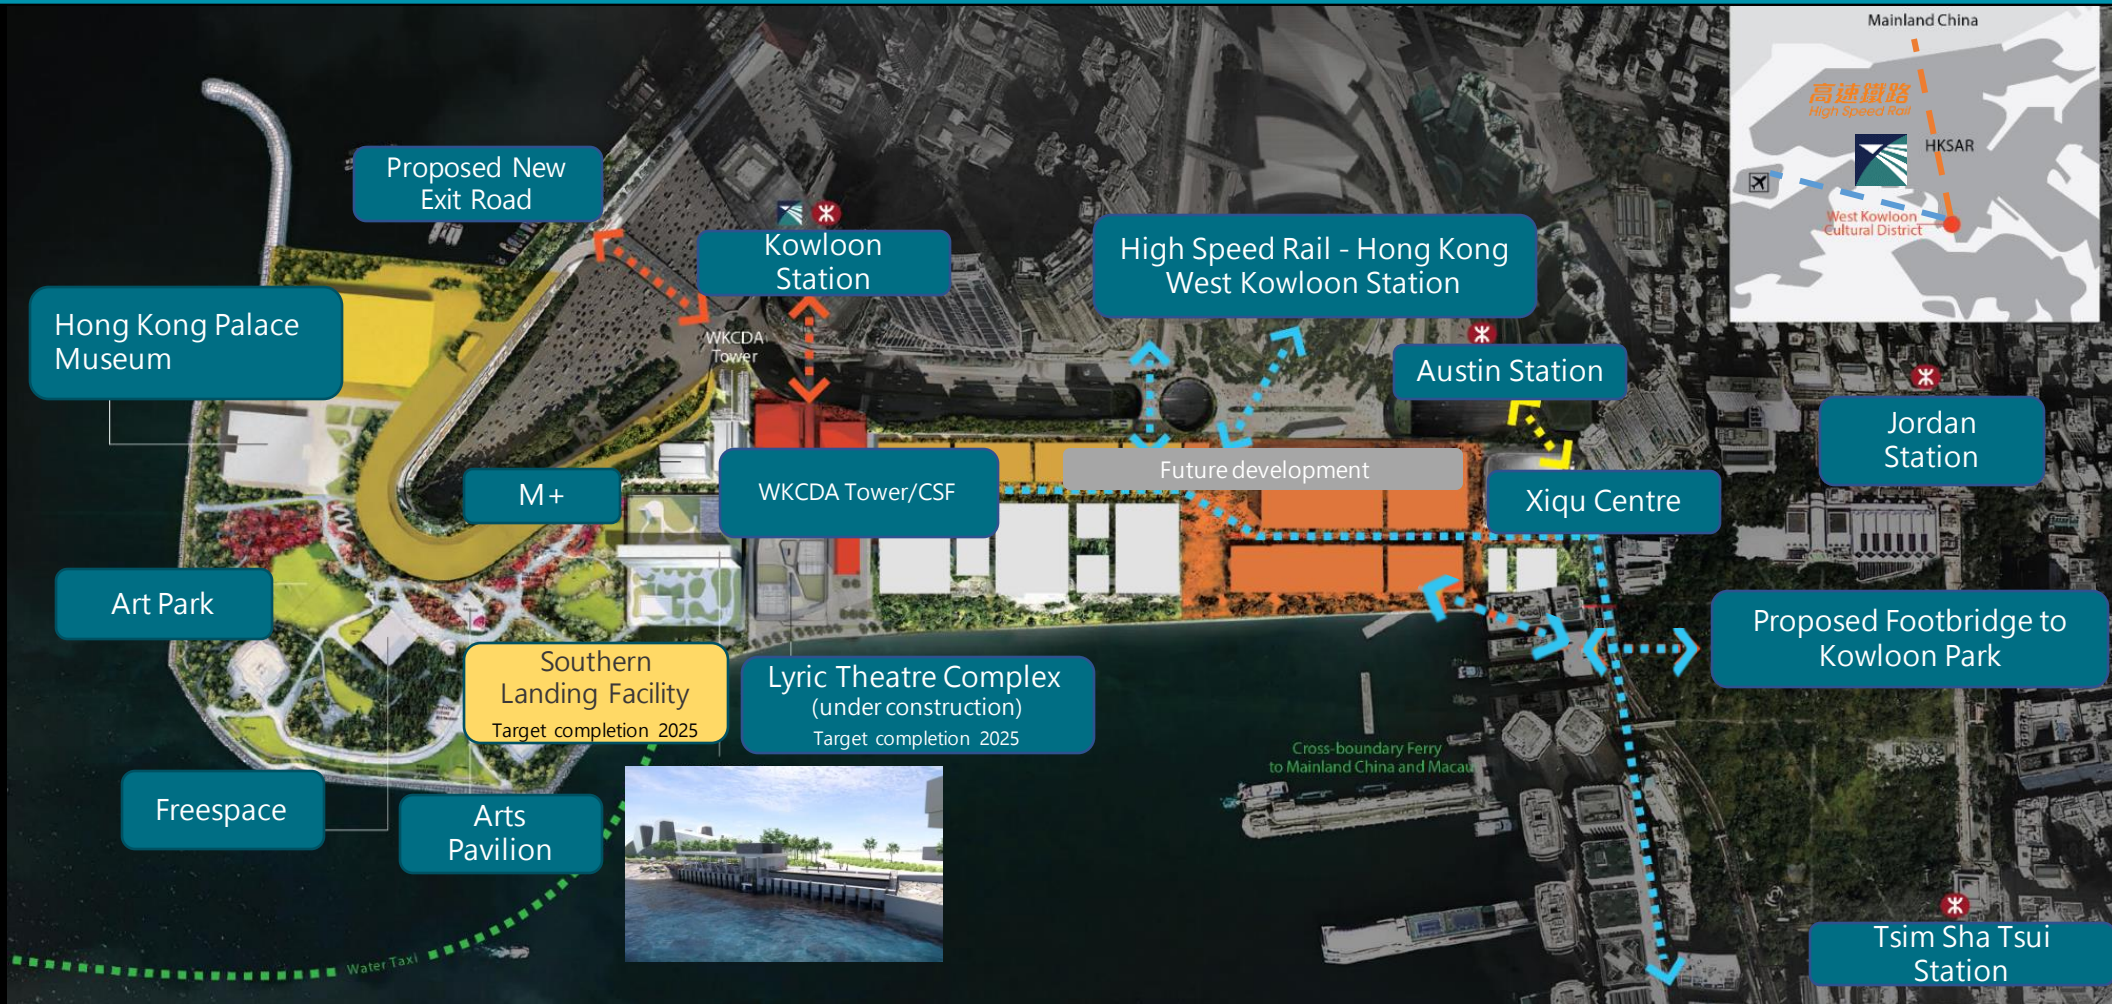 Mainland China
高速鐵路
High Speed Rail
HKSAR
West Kowloon
Cultural District
Proposed New
Exit Road
Kowloon
Station
High Speed Rail - Hong Kong
West Kowloon Station
Hong Kong Palace
Museum
WKCDA
Tower
Austin Station
Jordan
Station
M+
WKCDA Tower/CSF
Future development
Xiqu Centre
Art Park
Southern
Landing Facility
Target completion 2025
Lyric Theatre Complex
(under construction)
Target completion 2025
Proposed Footbridge to
Kowloon Park
Cross-boundary Ferry
to Mainland China and Macau
Freespace
Arts
Pavilion
Water Taxi
Tsim Sha Tsui
Station